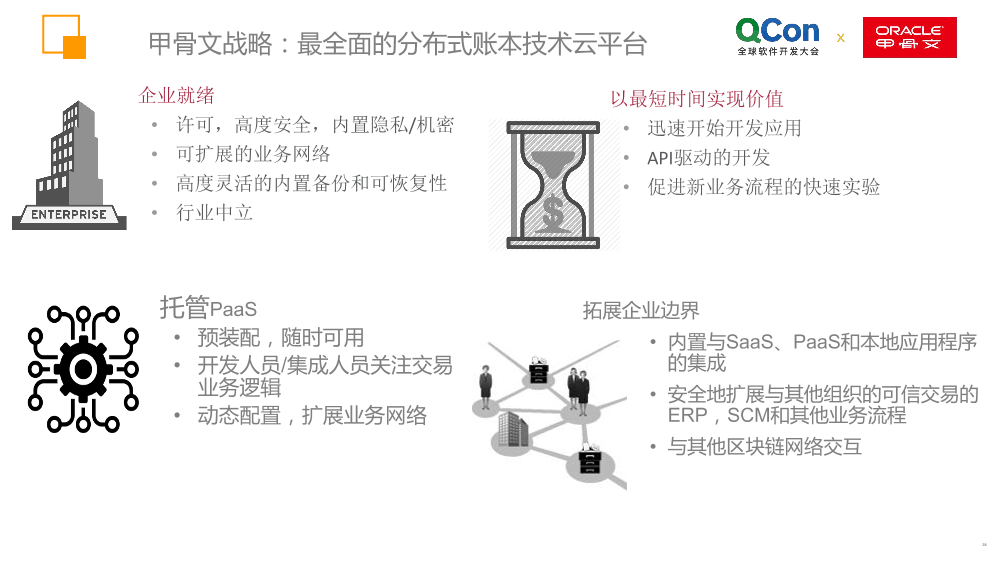 甲骨文战略：最全面的分布式账本技术云平台
QCon
全球软件开发大会
x
ORACLE
甲骨文
企业就绪
• 许可，高度安全，内置隐私/机密
• 可扩展的业务网络
• 高度灵活的内置备份和可恢复性
• 行业中立
ENTERPRISE
以最短时间实现价值
• 迅速开始开发应用
• API驱动的开发
• 促进新业务流程的快速实验
$
托管PaaS
• 预装配，随时可用
• 开发人员/集成人员关注交易
业务逻辑
• 动态配置，扩展业务网络
拓展企业边界
• 内置与SaaS、PaaS和本地应用程序
的集成
• 安全地扩展与其他组织的可信交易的
ERP，SCM和其他业务流程
• 与其他区块链网络交互